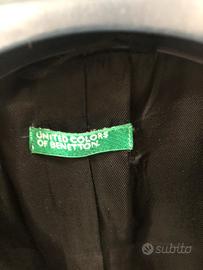 UNITED COLORS
OF BENETTON.
subito